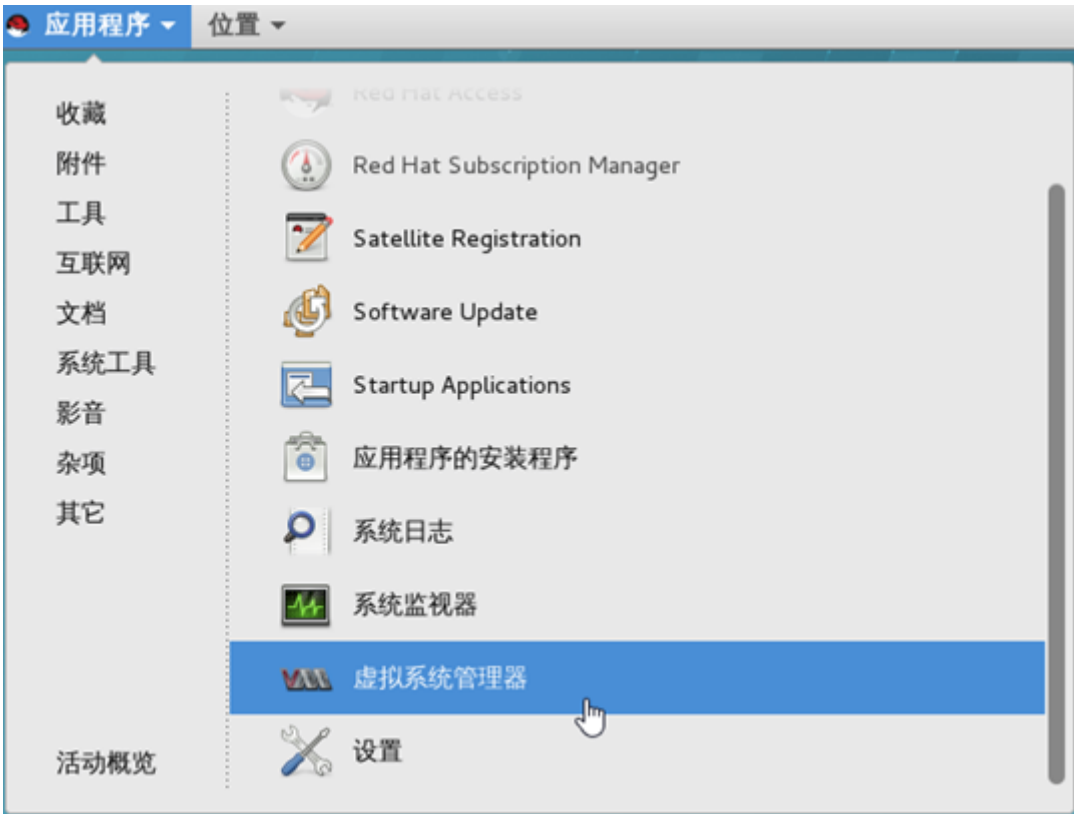 应用程序 位置
收藏
附件
工具
互联网
文档
系统工具
影音
杂项
其它
活动概览
Red Hat Access
Red Hat Subscription Manager
Satellite Registration
Software Update
Startup Applications
应用程序的安装程序
系统日志
系统监视器
虚拟系统管理器
设置